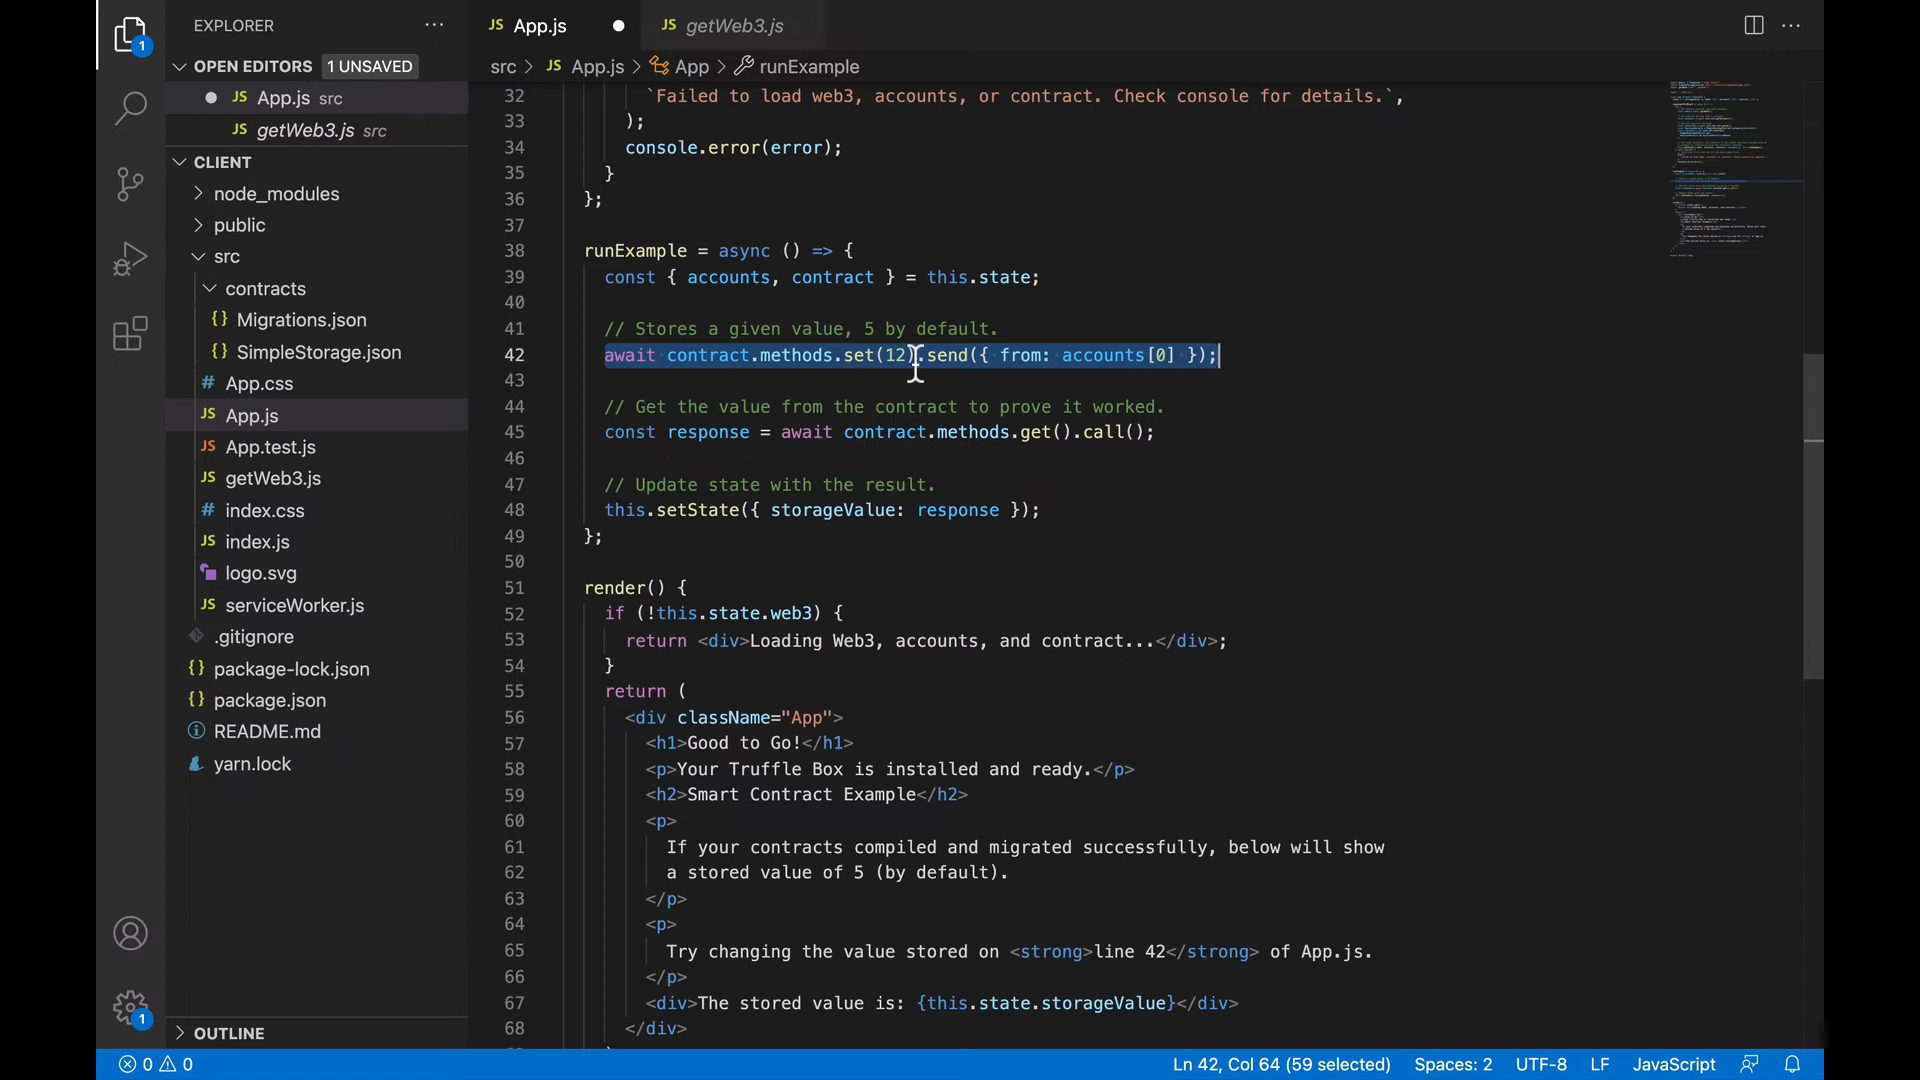 EXPLORER
OPEN EDITORS 1 UNSAVED
JS App.js src
JS getWeb3.js src
CLIENT
node_modules
public
src
contracts
{} Migrations.json
{} SimpleStorage.json
# App.css
JS App.js
JS App.test.js
JS getWeb3.js
# index.css
JS index.js
logo.svg
JS serviceWorker.js
.gitignore
{} package-lock.json
{} package.json
README.md
yarn.lock
OUTLINE
1
1
JS App.js
JS getWeb3.js
src > JS App.js > App > runExample
32 `Failed to load web3, accounts, or contract. Check console for details.`,
33 );
34 console.error(error);
35 }
36 };
37
38 runExample = async () => {
39 const { accounts, contract } = this.state;
40
41 // Stores a given value, 5 by default.
42 await contract.methods.set(12).send({ from: accounts[0] });
43
44 // Get the value from the contract to prove it worked.
45 const response = await contract.methods.get().call();
46
47 // Update state with the result.
48 this.setState({ storageValue: response });
49 };
50
51 render() {
52 if (!this.state.web3) {
53 return <div>Loading Web3, accounts, and contract...</div>;
54 }
55 return (
56 <div className="App">
57 <h1>Good to Go!</h1>
58 <p>Your Truffle Box is installed and ready.</p>
59 <h2>Smart Contract Example</h2>
60 <p>
61 If your contracts compiled and migrated successfully, below will show
62 a stored value of 5 (by default).
63 </p>
64 <p>
65 Try changing the value stored on <strong>line 42</strong> of App.js.
66 </p>
67 <div>The stored value is: {this.state.storageValue}</div>
68 </div>
0 0
Ln 42, Col 64 (59 selected) Spaces: 2 UTF-8 LF JavaScript